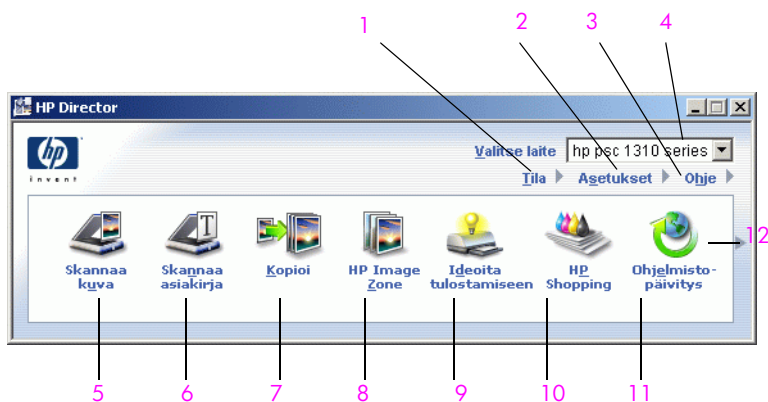 1 2 3 4
HP Director
hp
invent
Valitse laite hp psc 1310 series
Tila Asetukset Ohje
Skannaa
kuva
Skannaa
asiakirja
Kopioi
HP Image
Zone
Ideoita
tulostamiseen
HP
Shopping
Ohjelmisto-
päivitys
12
5 6 7 8 9 10 11